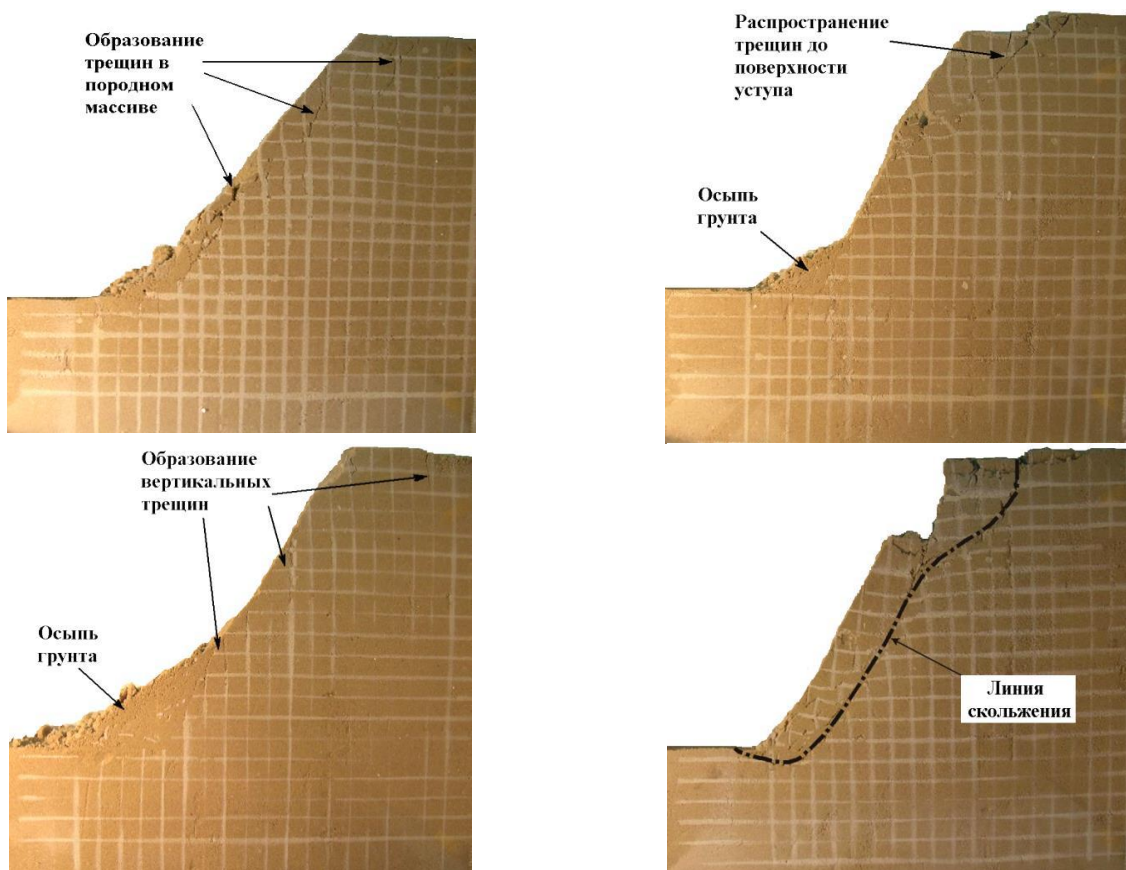 Образование
трещин в
породном
массиве
Распространение
трещин до
поверхности
уступа
Осыпь
грунта
Образование
вертикальных
трещин
Осыпь
грунта
Линия
скольжения